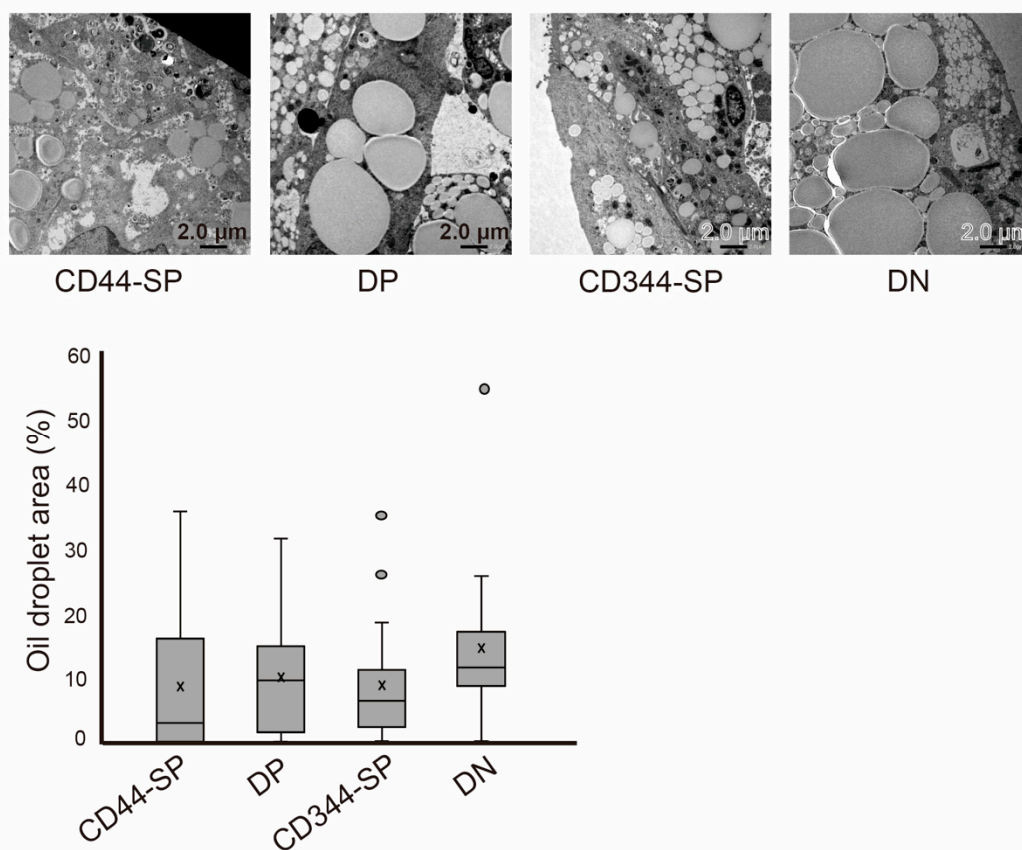 2.0 μm
2.0 μm
2.0 μm
2.0 μm
CD44-SP
DP
CD344-SP
DN
Oil droplet area (%)
60
50
40
30
20
10
0
x
x
x
x
CD44-SP
DP
CD344-SP
DN